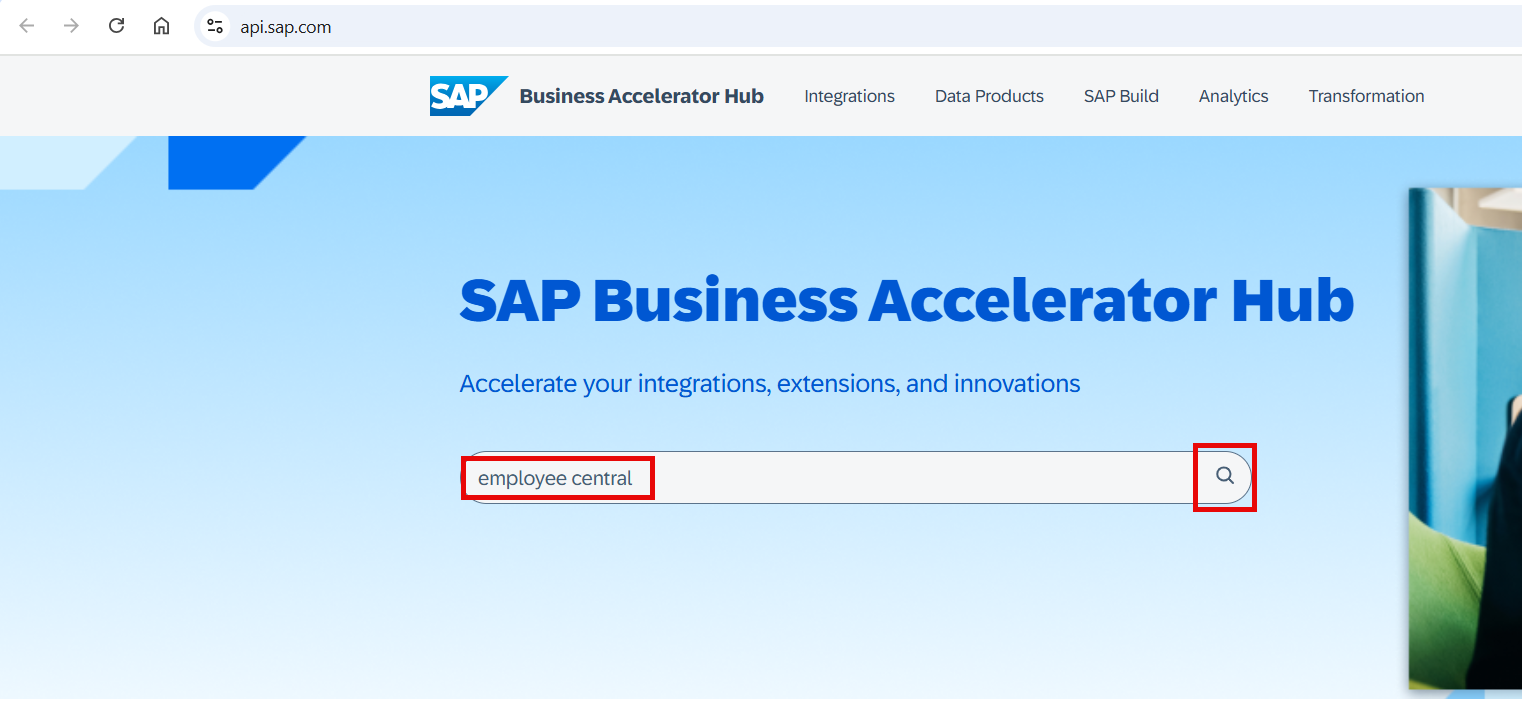 api.sap.com
SAP Business Accelerator Hub Integrations Data Products SAP Build Analytics Transformation
SAP Business Accelerator Hub
Accelerate your integrations, extensions, and innovations
employee central